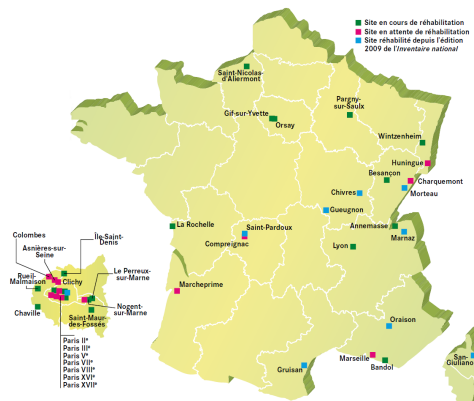 Site en cours de réhabilitation
Site en attente de réhabilitation
Site réhabilité depuis l'édition
2009 de l'Inventaire national
Saint-Nicolas-
d'Aliermont
Pargny-
sur-Saulx
Gif-sur-Yvette
Orsay
Wintzenheim
Huningue
Besançon
Charquemont
Chivres
Morteau
Gueugnon
La Rochelle
Saint-Pardoux
Annemasse
Marnaz
Compreignac
Lyon
Colombes
Île-Saint-
Denis
Asnières-sur-
Seine
Rueil-
Malmaison
Clichy
Le Perreux-
sur-Marne
Marcheprime
Nogent-
sur-Marne
Chaville
Saint-Maur-
des-Fossés
Oraison
Paris IIe
Paris IIIe
Paris Ve
Paris VIIe
Paris VIIIe
Paris XVIe
Paris XVIIe
Marseille
San-
Giuliano
Gruisan
Bandol